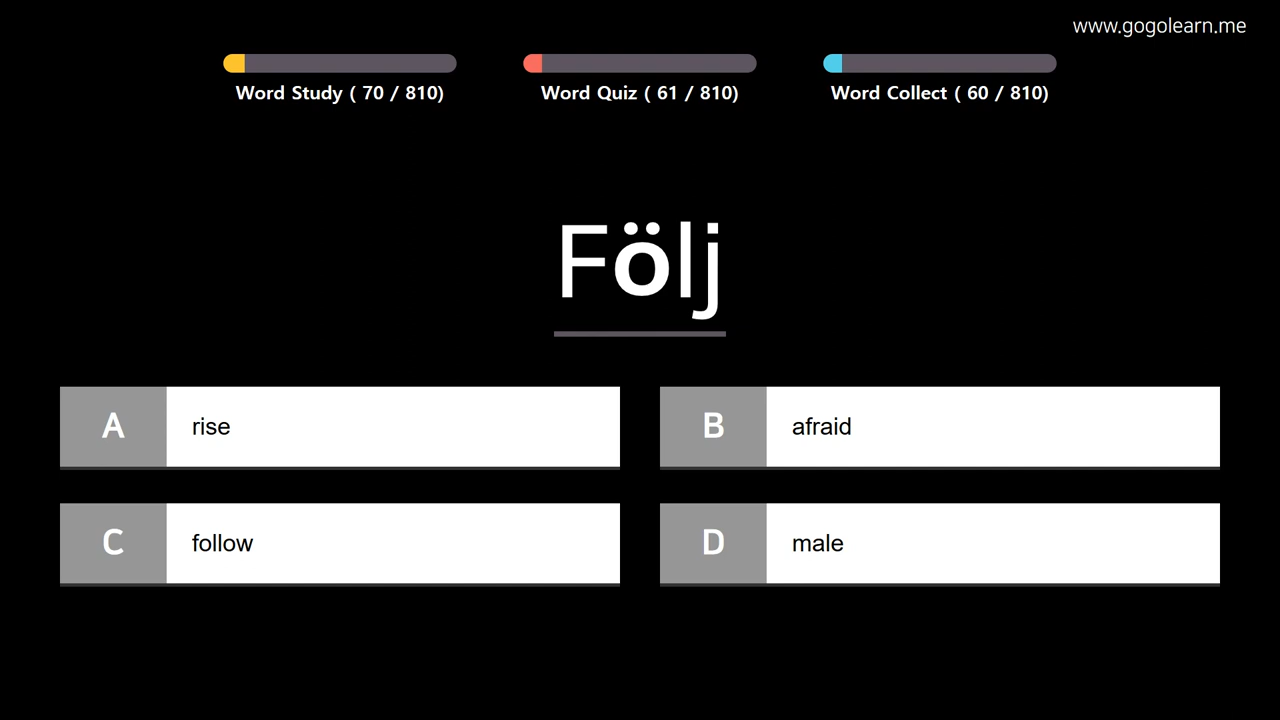 www.gogolearn.me
Word Study ( 70 / 810)
Word Quiz ( 61 / 810)
Word Collect ( 60 / 810)
Följ
A rise
B afraid
C follow
D male